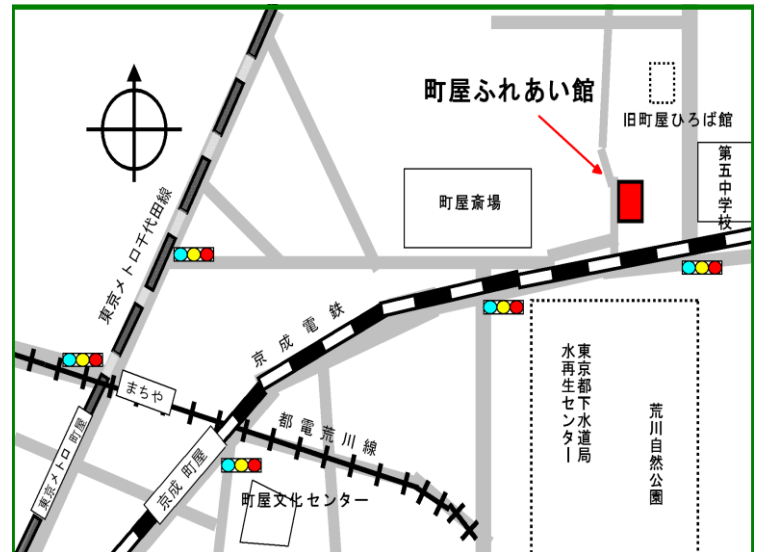 町屋ふれあい館
旧町屋ひろば館
第五中学校
町屋斎場
東京メトロ千代田線
京成電鉄
まちや
都電荒川線
東京メトロ 町屋
京成 町屋
町屋文化センター
東京都下水道局
水再生センター
荒川自然公園